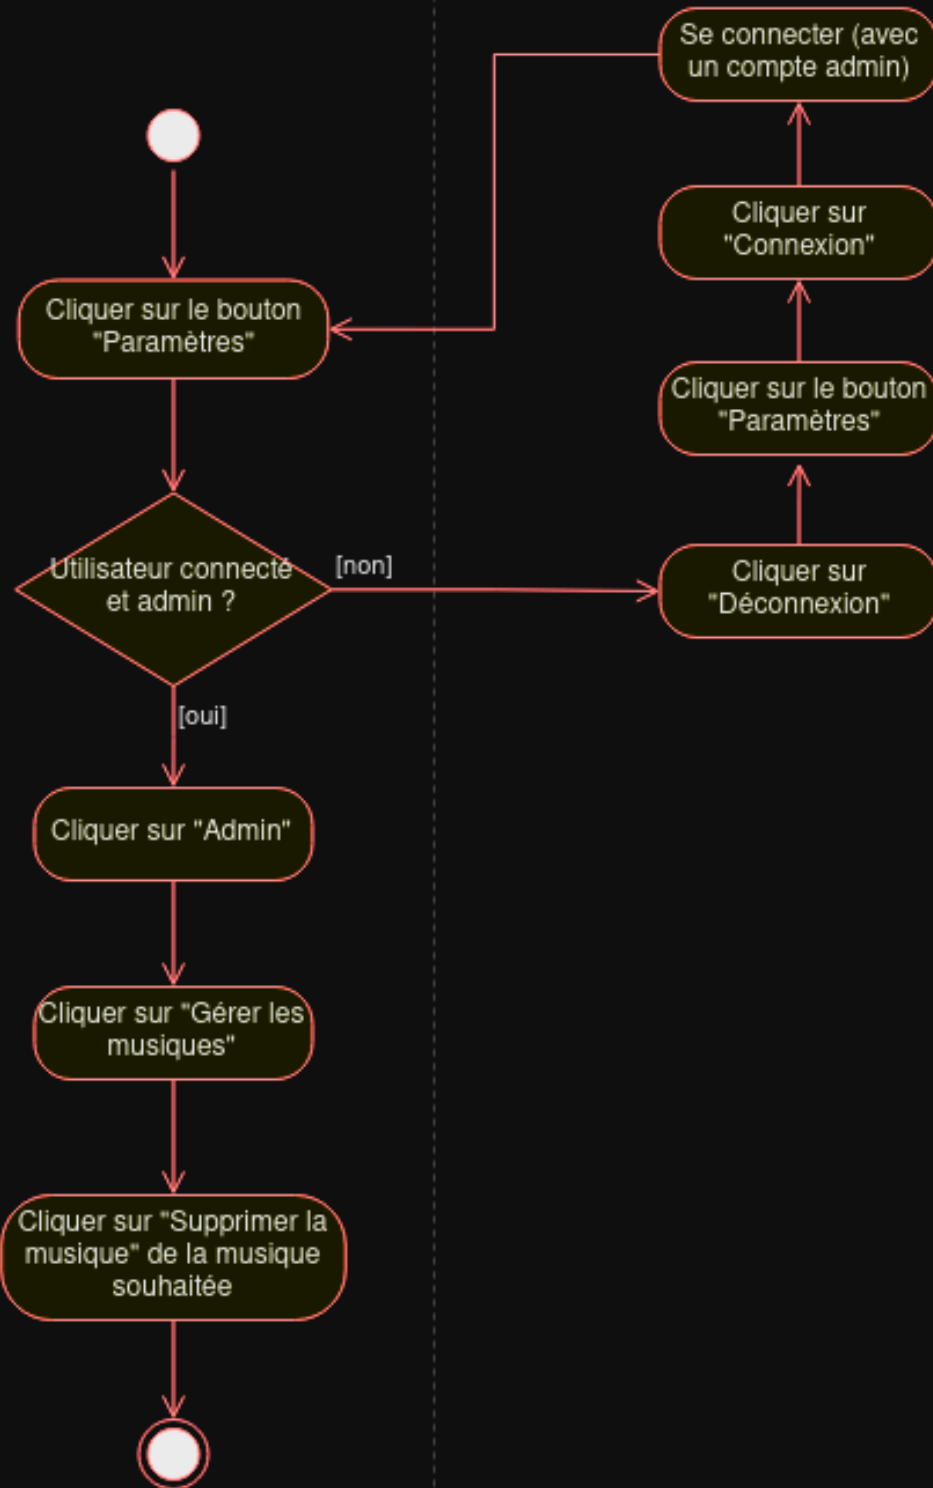 Se connecter (avec
un compte admin)
Cliquer sur
"Connexion"
Cliquer sur le bouton
"Paramètres"
Cliquer sur le bouton
"Paramètres"
Utilisateur connecté
et admin ?
[non]
Cliquer sur
"Déconnexion"
[oui]
Cliquer sur "Admin"
Cliquer sur "Gérer les
musiques"
Cliquer sur "Supprimer la
musique" de la musique
souhaitée